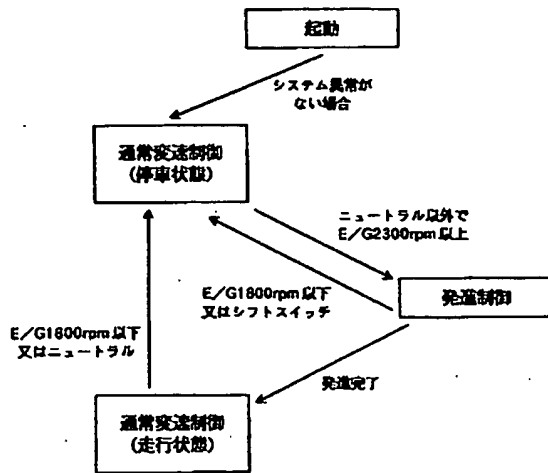 起動
システム異常が
ない場合
通常変速制御
(停車状態)
ニュートラル以外で
E/G2300rpm以上
E/G1800rpm以下
又はシフトスイッチ
発進制御
E/G1800rpm以下
又はニュートラル
発進完了
通常変速制御
(走行状態)